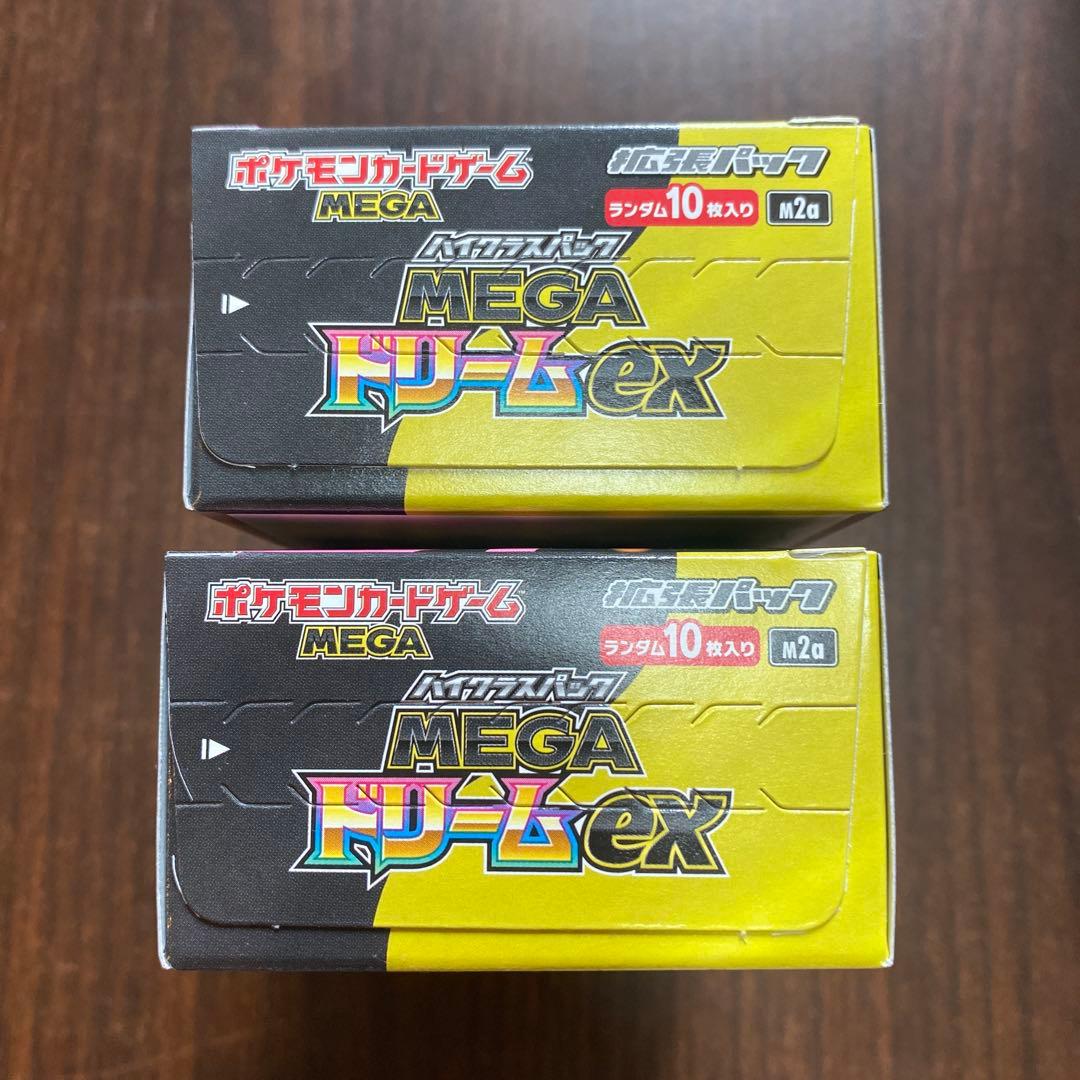 ポケモンカードゲーム
MEGA
拡張パック
ランダム10枚入り M2a
ハイクラスパック
MEGA
ドリームex
ポケモンカードゲーム
MEGA
拡張パック
ランダム10枚入り M2a
ハイクラスパック
MEGA
ドリームex